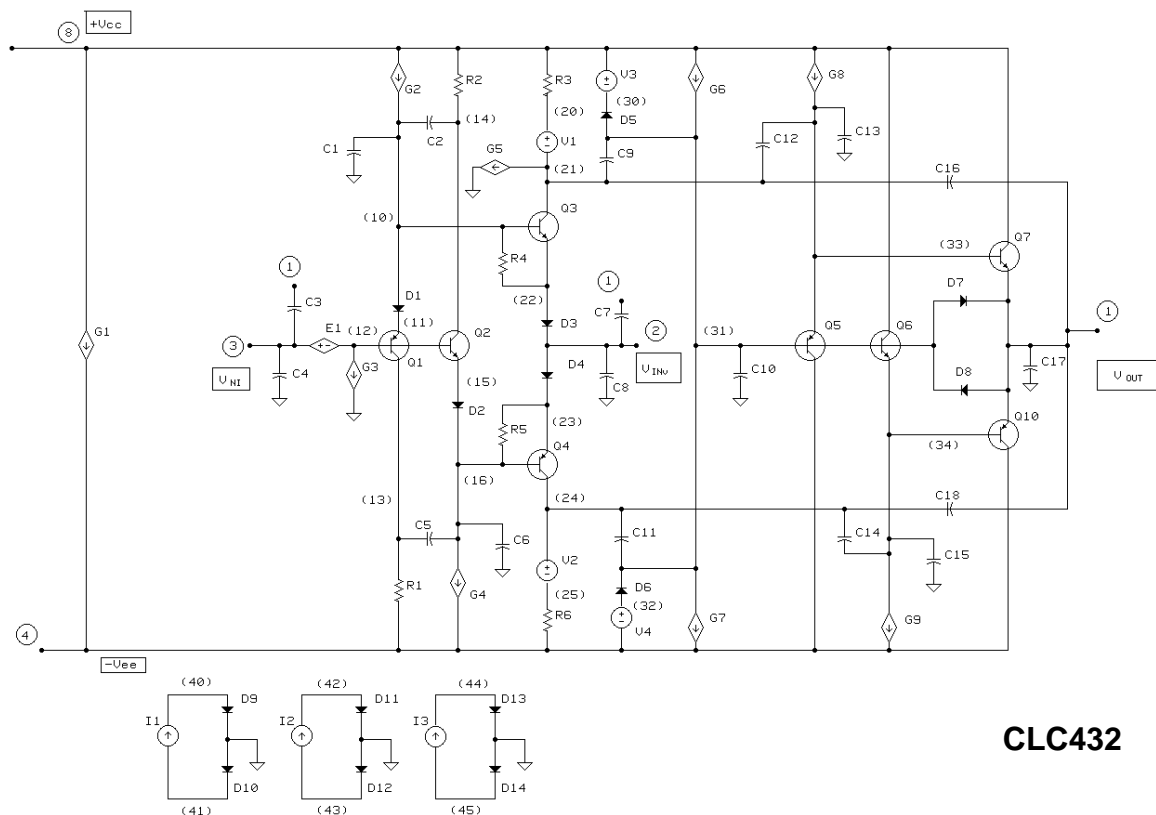 8
+Vcc
G2
R2
R3
V3
G6
G8
(20)
(30)
D5
(14)
C2
V1
C12
C13
C1
G5
C9
(21)
C16
(10)
Q3
Q7
(33)
R4
1
1
D7
C3
D1
(22)
C7
D3
1
G1
E1
(12)
(11)
Q2
2
(31)
Q5
Q6
3
Q1
G3
D4
VINV
C10
C17
VNI
C4
C8
D8
VOUT
(15)
D2
(23)
Q10
R5
Q4
(34)
(16)
(24)
(13)
C18
C5
C11
C14
C6
C15
V2
R1
D6
G4
(25)
(32)
R6
G7
G9
4
V4
-Vee
(40)
(42)
(44)
D9
D11
D13
I1
I2
I3
CLC432
D10
D12
D14
(41)
(43)
(45)